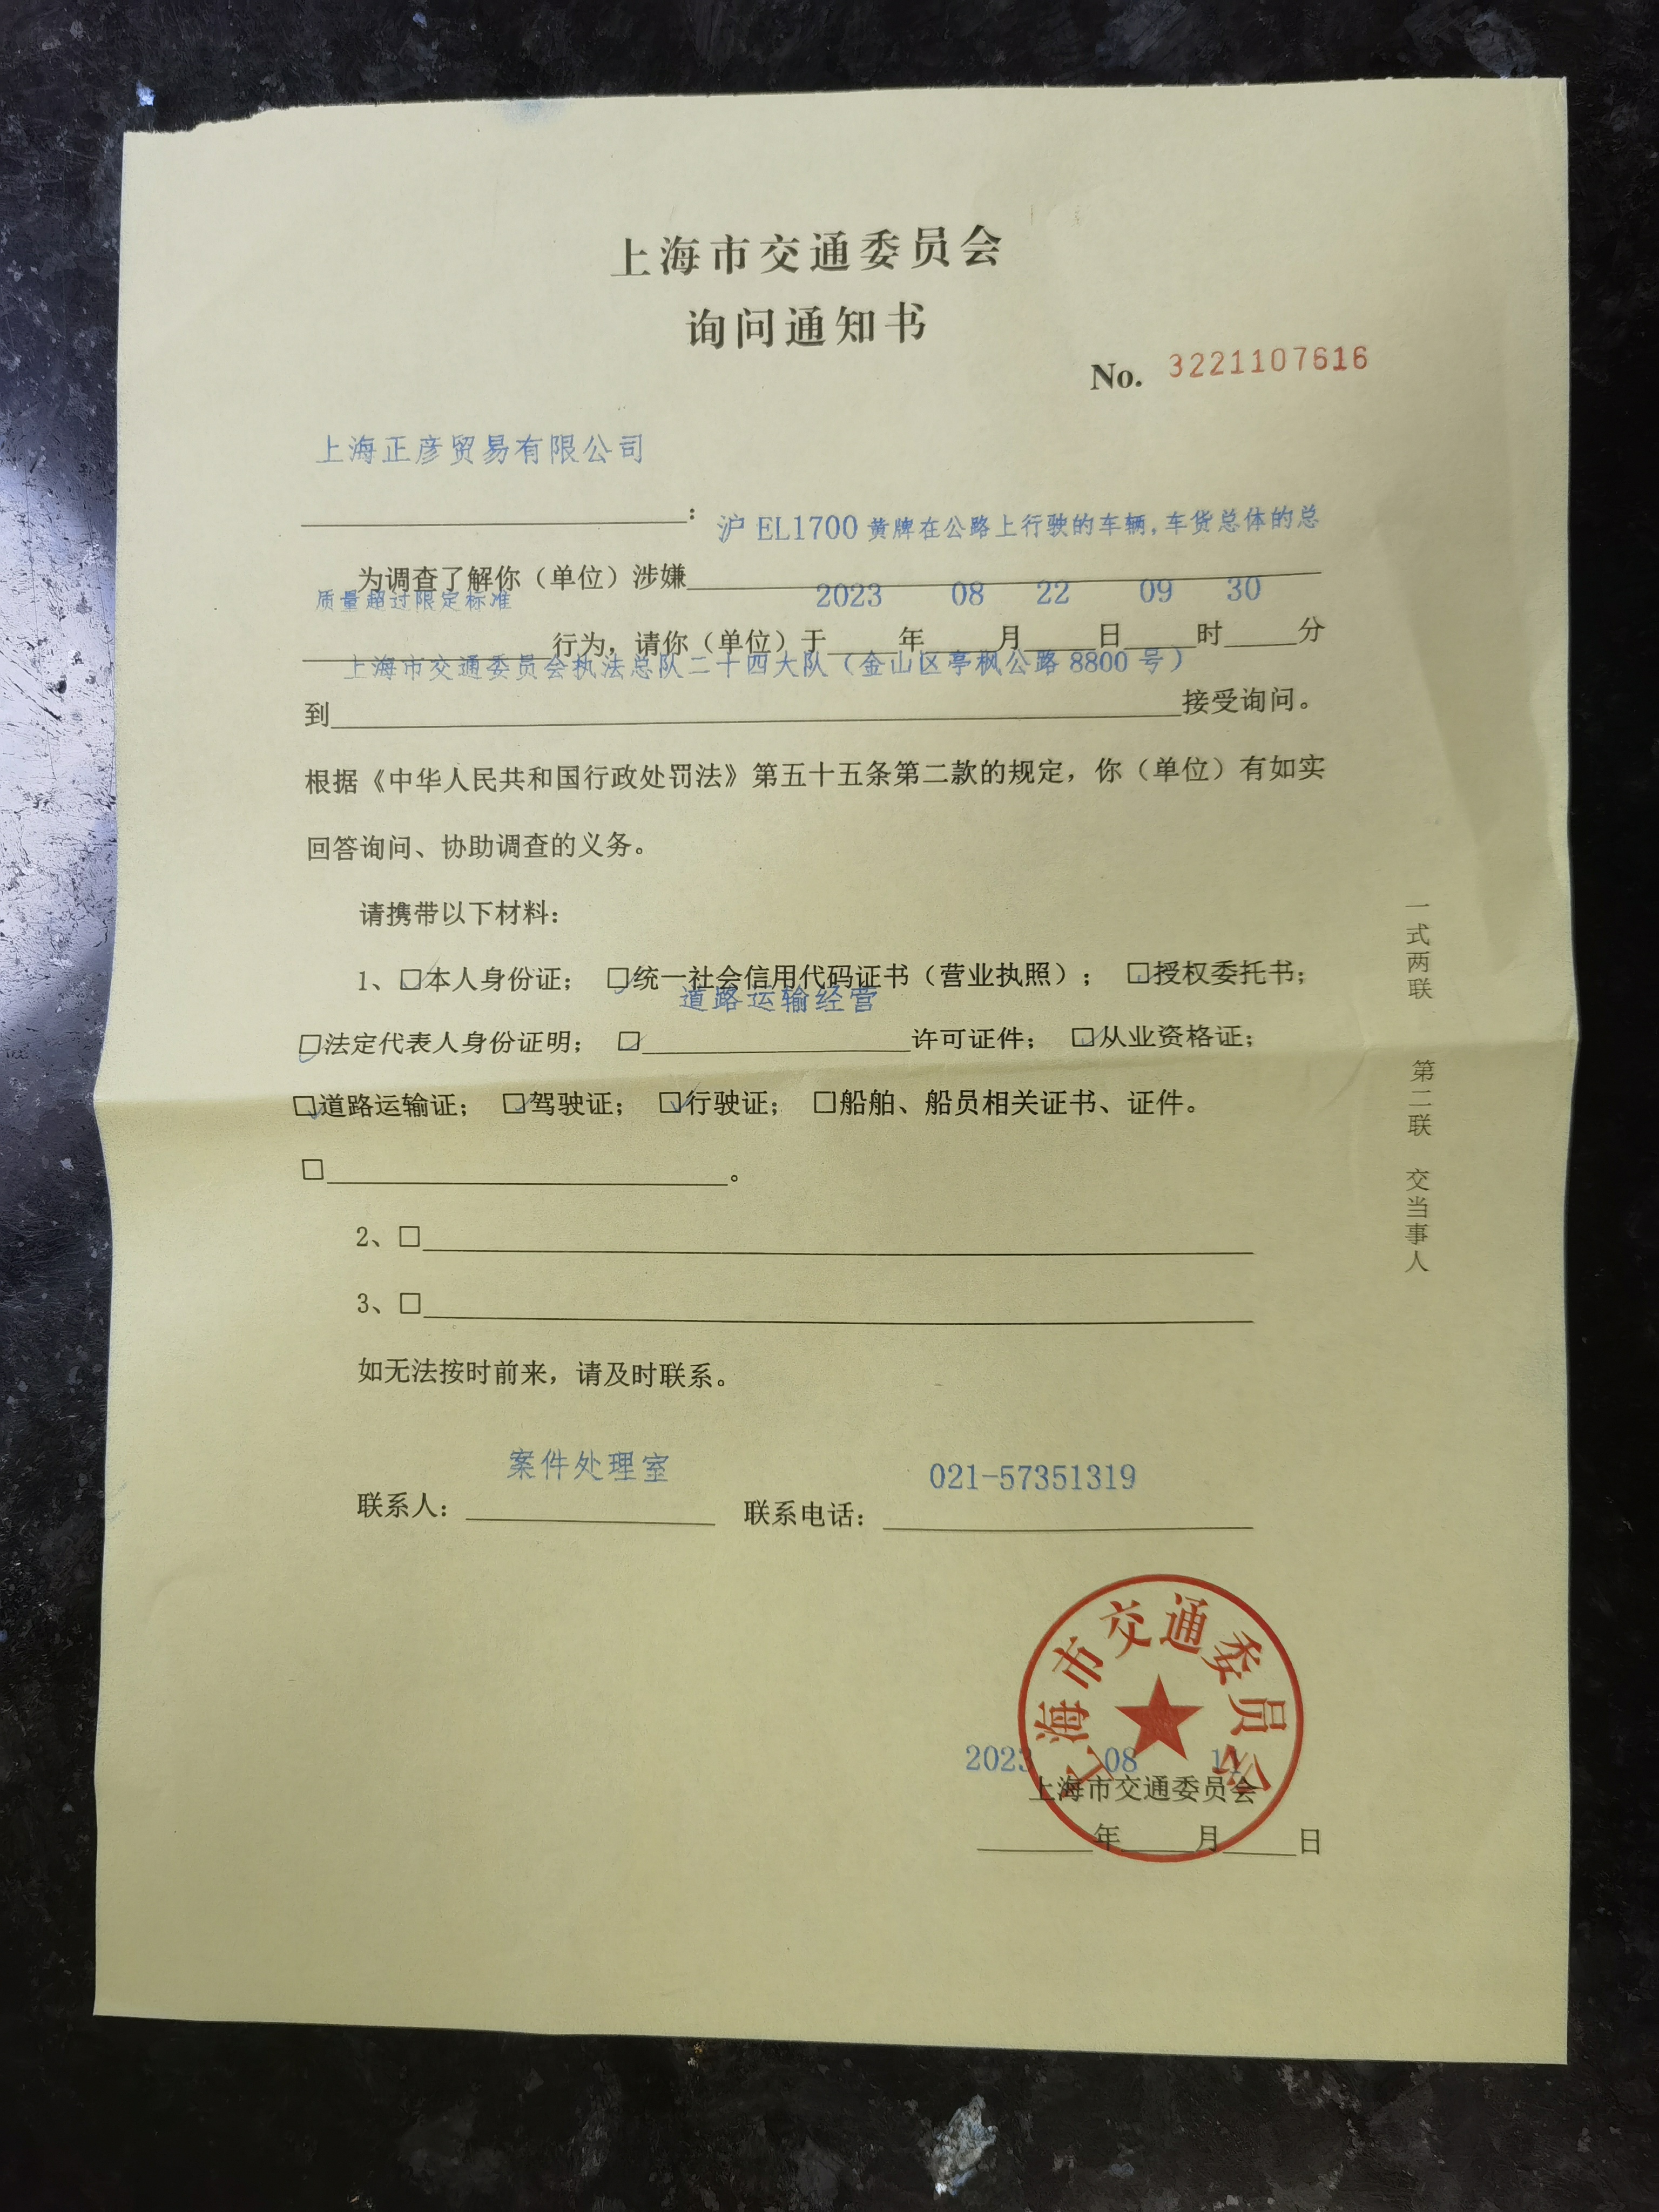 上海市交通委员会
询问通知书
No. 3221107616
上海正彦贸易有限公司
：
沪EL1700黄牌在公路上行驶的车辆,车货总体的总
为调查了解你（单位）涉嫌
质量超过限定标准 2023 08 22 09 30
行为，请你（单位）于 年 月 日 时 分
上海市交通委员会执法总队二十四大队（金山区亭枫公路8800号）
到 接受询问。
根据《中华人民共和国行政处罚法》第五十五条第二款的规定，你（单位）有如实
回答询问、协助调查的义务。
请携带以下材料：
1、☐本人身份证； ☑统一社会信用代码证书（营业执照）； ☑授权委托书；
道路运输经营
☑法定代表人身份证明； ☑ 许可证件； ☑从业资格证；
☑道路运输证； ☑驾驶证； ☑行驶证； ☐船舶、船员相关证书、证件。
☐ 。
2、☐
3、☐
如无法按时前来，请及时联系。
案件处理室 021-57351319
联系人： 联系电话：
上海市交通委员会
2023 08 11
上海市交通委员会
年 月 日
一式两联 第二联 交当事人